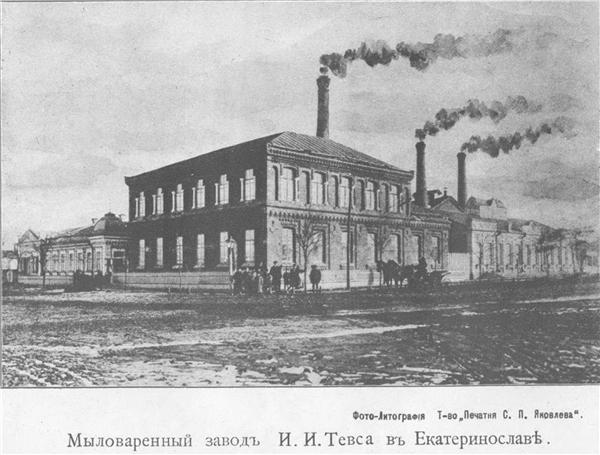 Фото-Литографія Т-во „Печатня С. П. Яковлева“.
Мыловаренный заводъ И. И. Тевса въ Екатеринославѣ.